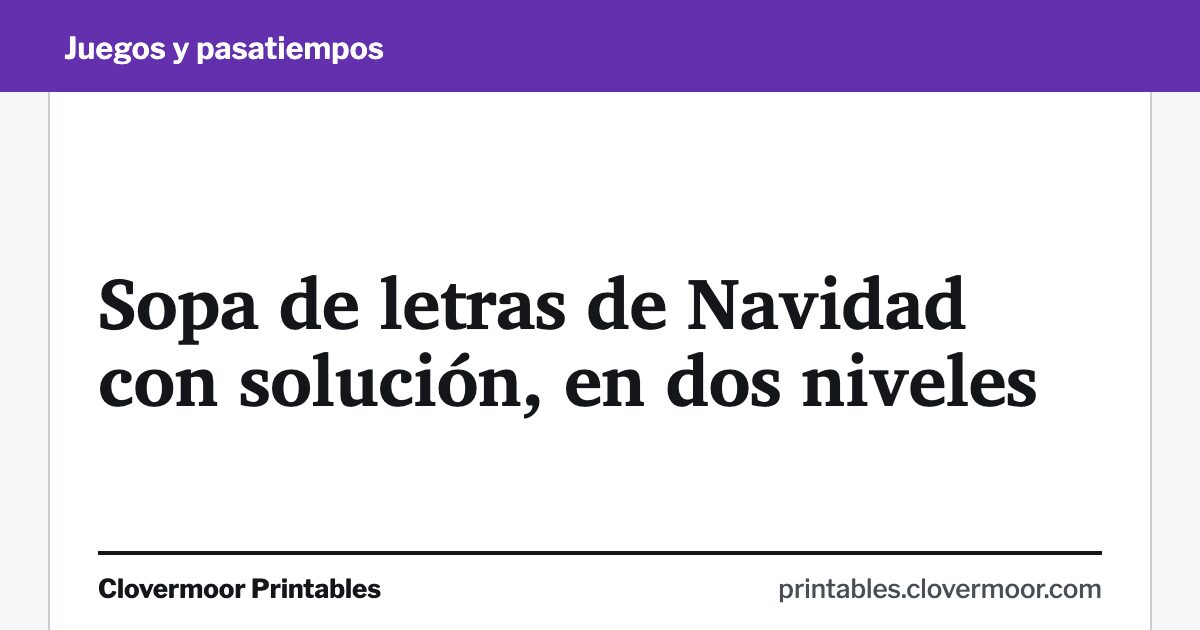 Juegos y pasatiempos
Sopa de letras de Navidad
con solución, en dos niveles
Clovermoor Printables
printables.clovermoor.com